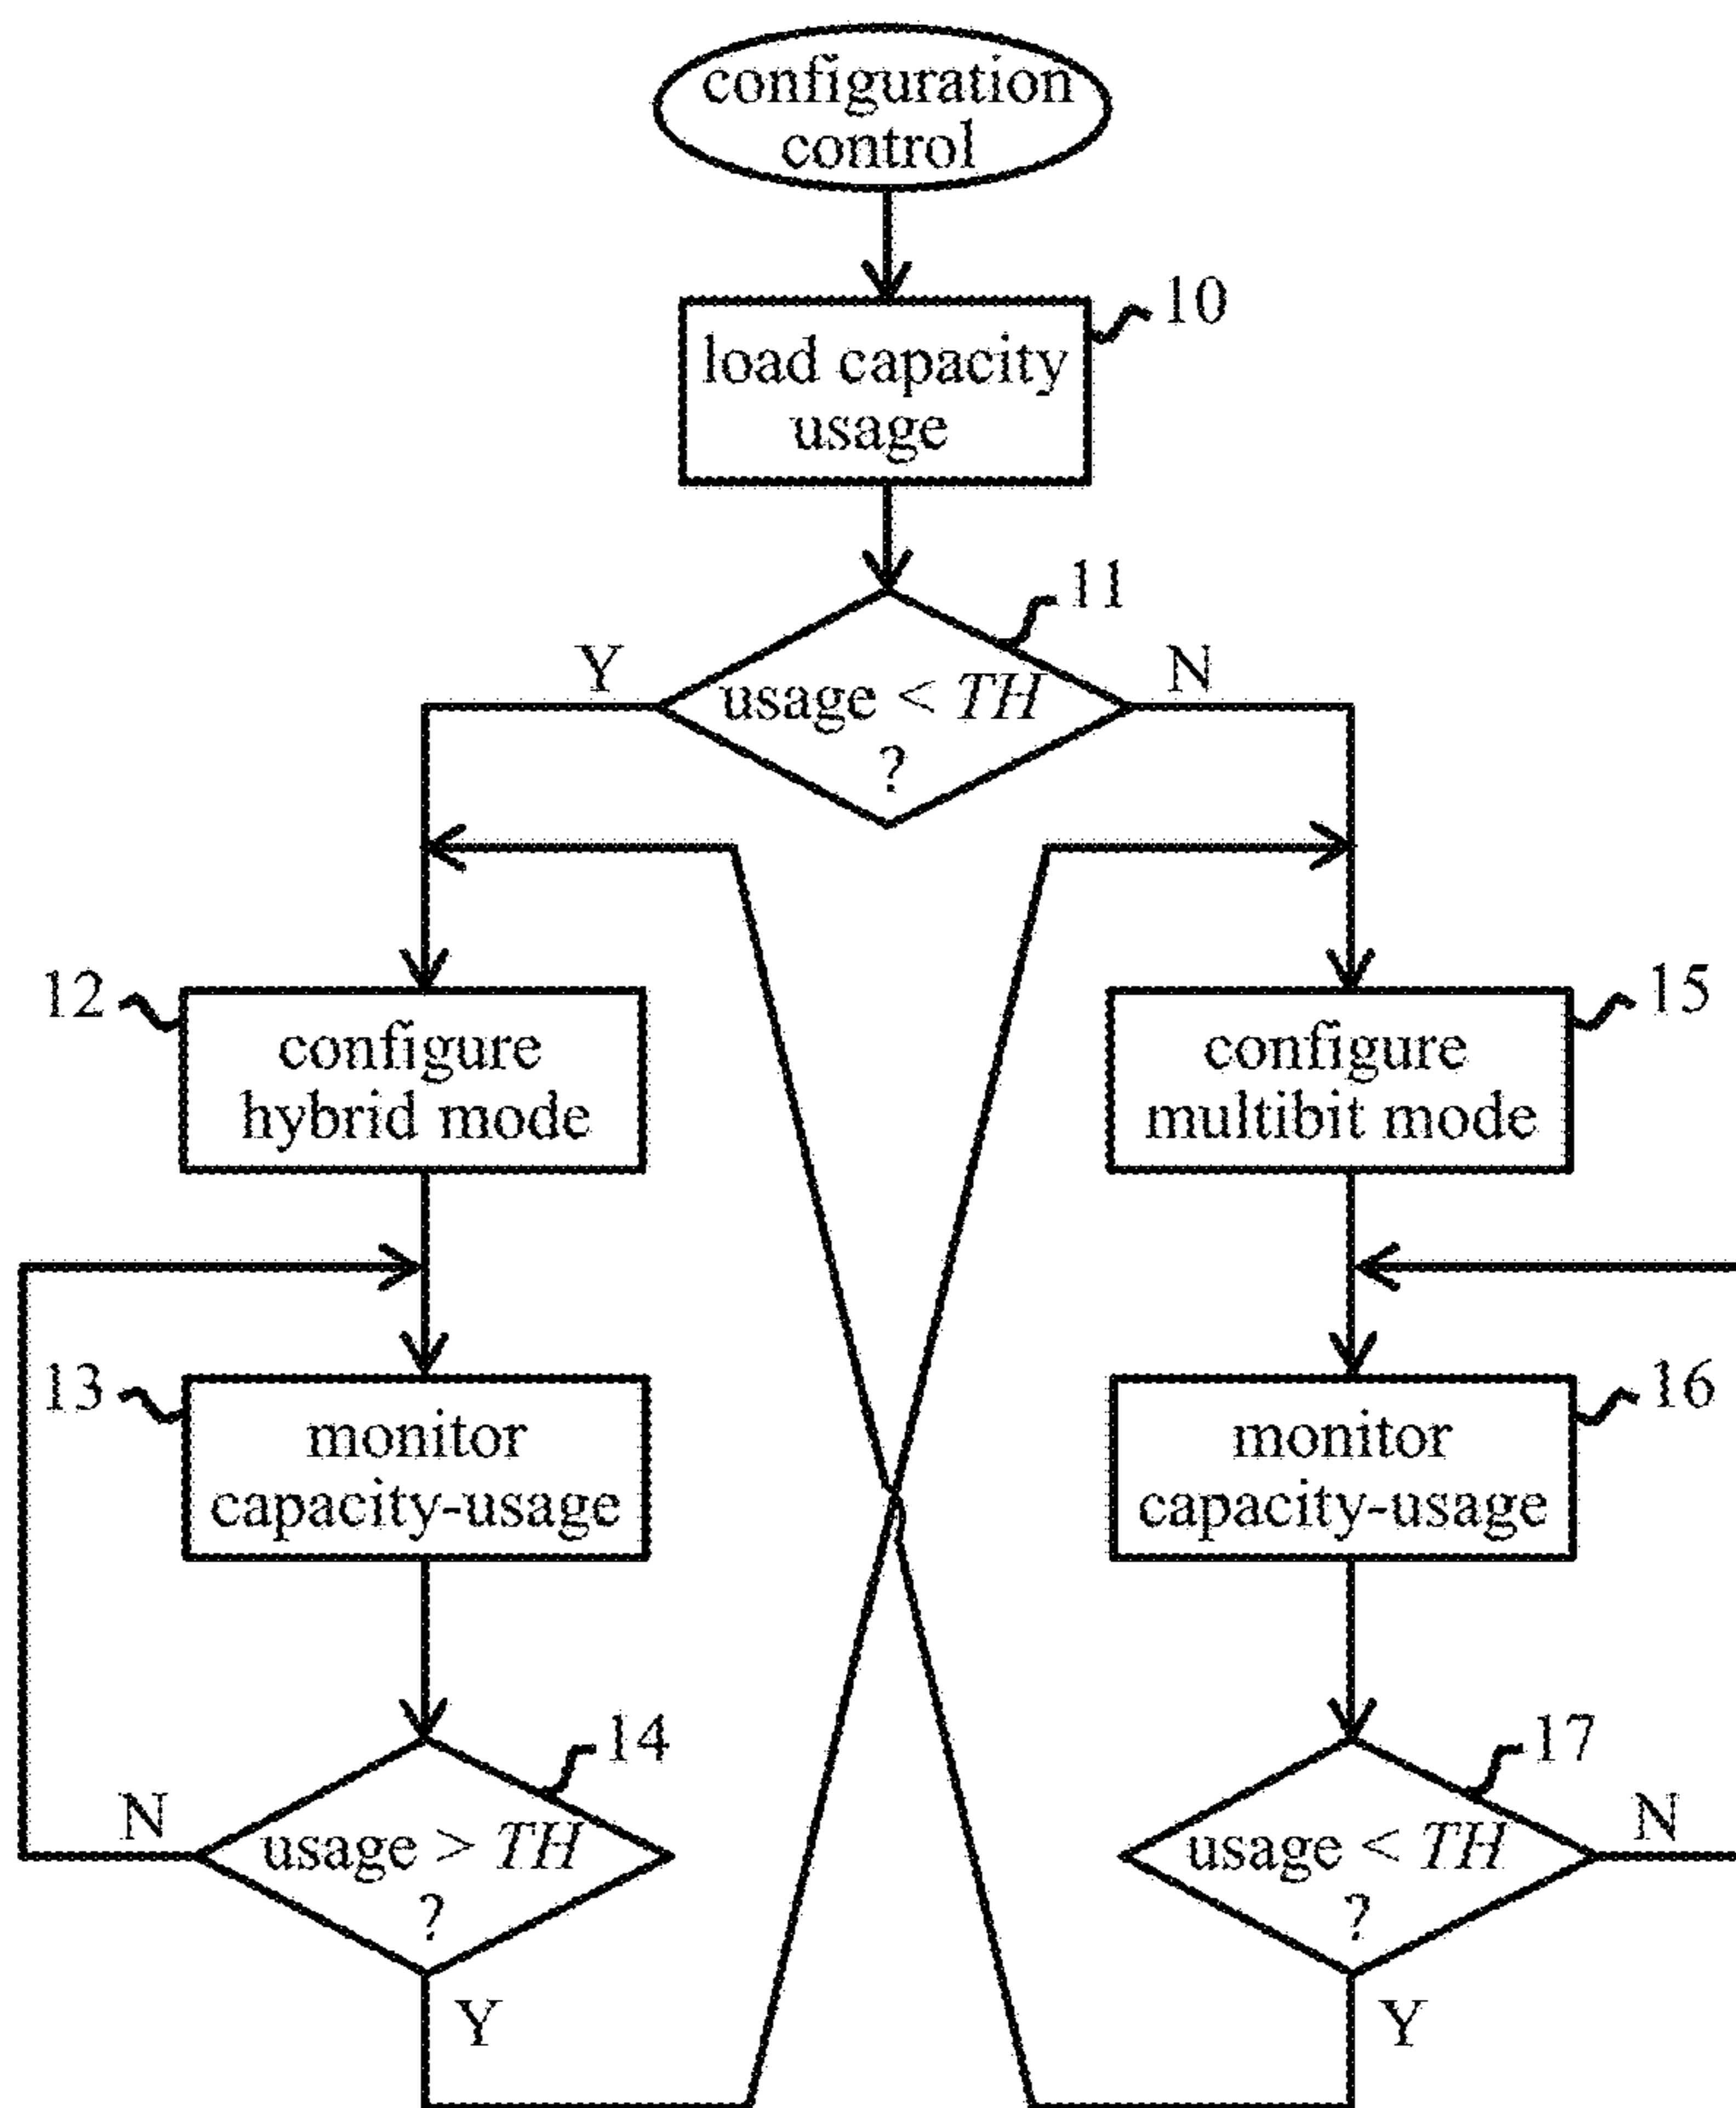 configuration
control
10
load capacity
usage
11
Y
N
usage < TH
?
12
configure
hybrid mode
15
configure
multibit mode
13
monitor
capacity-usage
16
monitor
capacity-usage
14
N
usage > TH
?
Y
17
N
usage < TH
?
Y